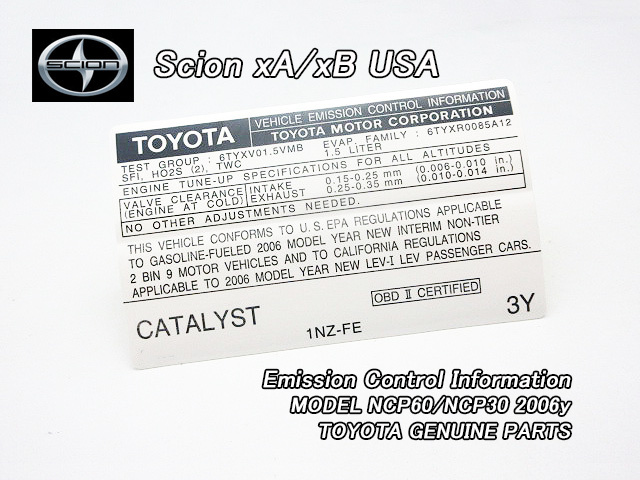 SCION
Scion xA/xB USA
TOYOTA
VEHICLE EMISSION CONTROL INFORMATION
TOYOTA MOTOR CORPORATION
TEST GROUP : 6TYXV01.5VMB EVAP. FAMILY : 6TYXR0085A12
SFI, HO2S (2), TWC 1.5 LITER
ENGINE TUNE-UP SPECIFICATIONS FOR ALL ALTITUDES
VALVE CLEARANCE INTAKE 0.15-0.25 mm (0.006-0.010 in.)
(ENGINE AT COLD) EXHAUST 0.25-0.35 mm (0.010-0.014 in.)
NO OTHER ADJUSTMENTS NEEDED.
THIS VEHICLE CONFORMS TO U.S. EPA REGULATIONS APPLICABLE
TO GASOLINE-FUELED 2006 MODEL YEAR NEW INTERIM NON-TIER
2 BIN 9 MOTOR VEHICLES AND TO CALIFORNIA REGULATIONS
APPLICABLE TO 2006 MODEL YEAR NEW LEV-I LEV PASSENGER CARS.
OBD II CERTIFIED
CATALYST 1NZ-FE 3Y
Emission Control Information
MODEL NCP60/NCP30 2006y
TOYOTA GENUINE PARTS